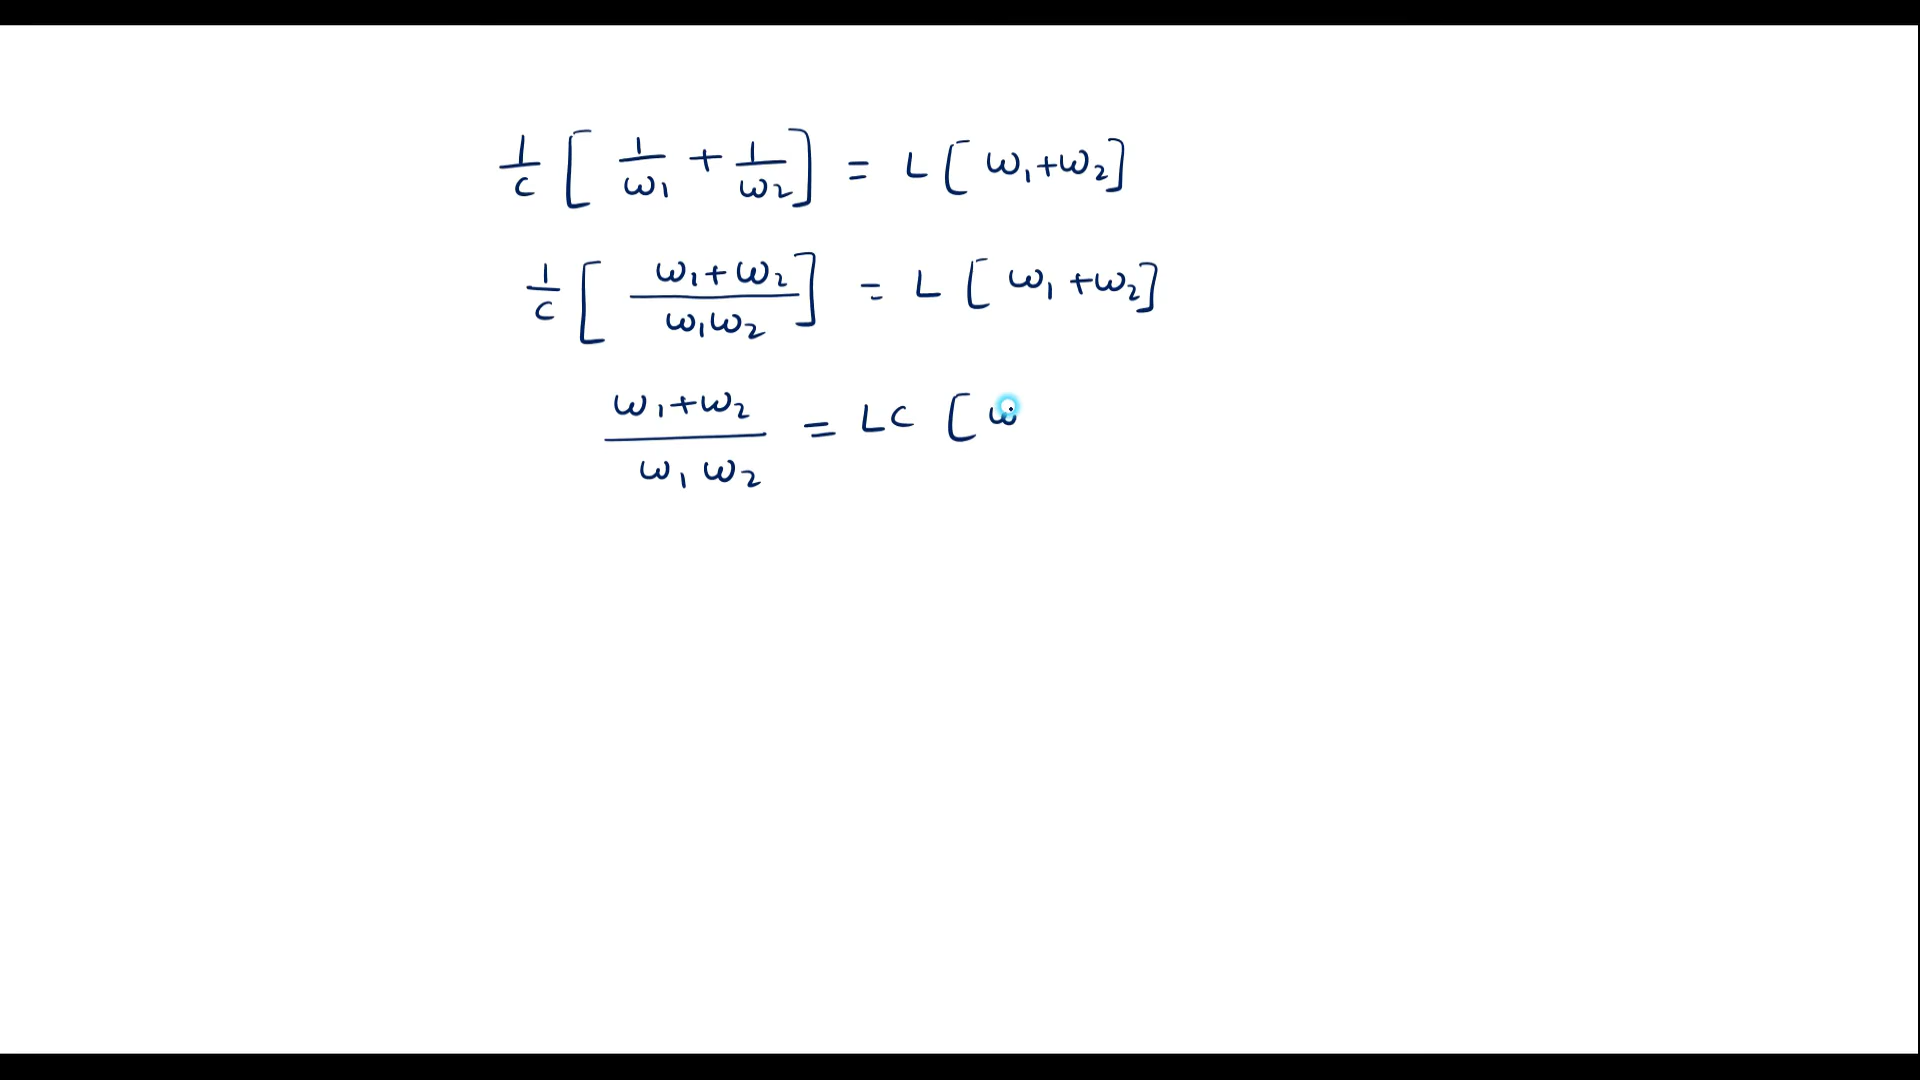 1/c [ 1/ω₁ + 1/ω₂ ] = L [ ω₁+ω₂ ]
1/c [ (ω₁+ω₂)/(ω₁ω₂) ] = L [ ω₁ +ω₂ ]
(ω₁+ω₂)/(ω₁ ω₂) = LC [ ω